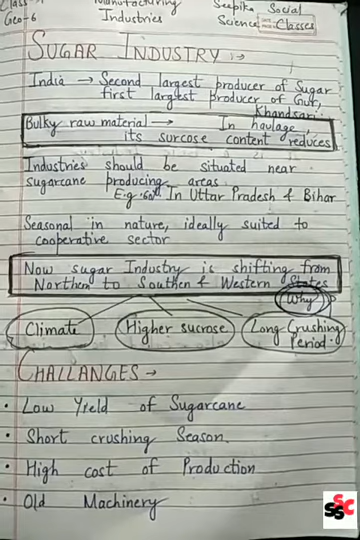 Class
Manufacturing
Deepika Social
Geo-6
Industries
Science Classes
SUGAR INDUSTRY :-
India → Second largest producer of Sugar
first largest producer of Gur,
Khandsari
Bulky raw material → In haulage,
its surcose content reduces
Industries should be situated near
sugarcane producing areas
E.g. 60% In Uttar Pradesh & Bihar
Seasonal in nature, ideally suited to
cooperative sector
Now sugar Industry is shifting from
Northern to Southern & Western States
Why?
Climate
Higher sucrose
Long Crushing
Period.
CHALLANGES →
• Low Yield of Sugarcane
• Short crushing Season.
• High cost of Production
• Old Machinery
SSC